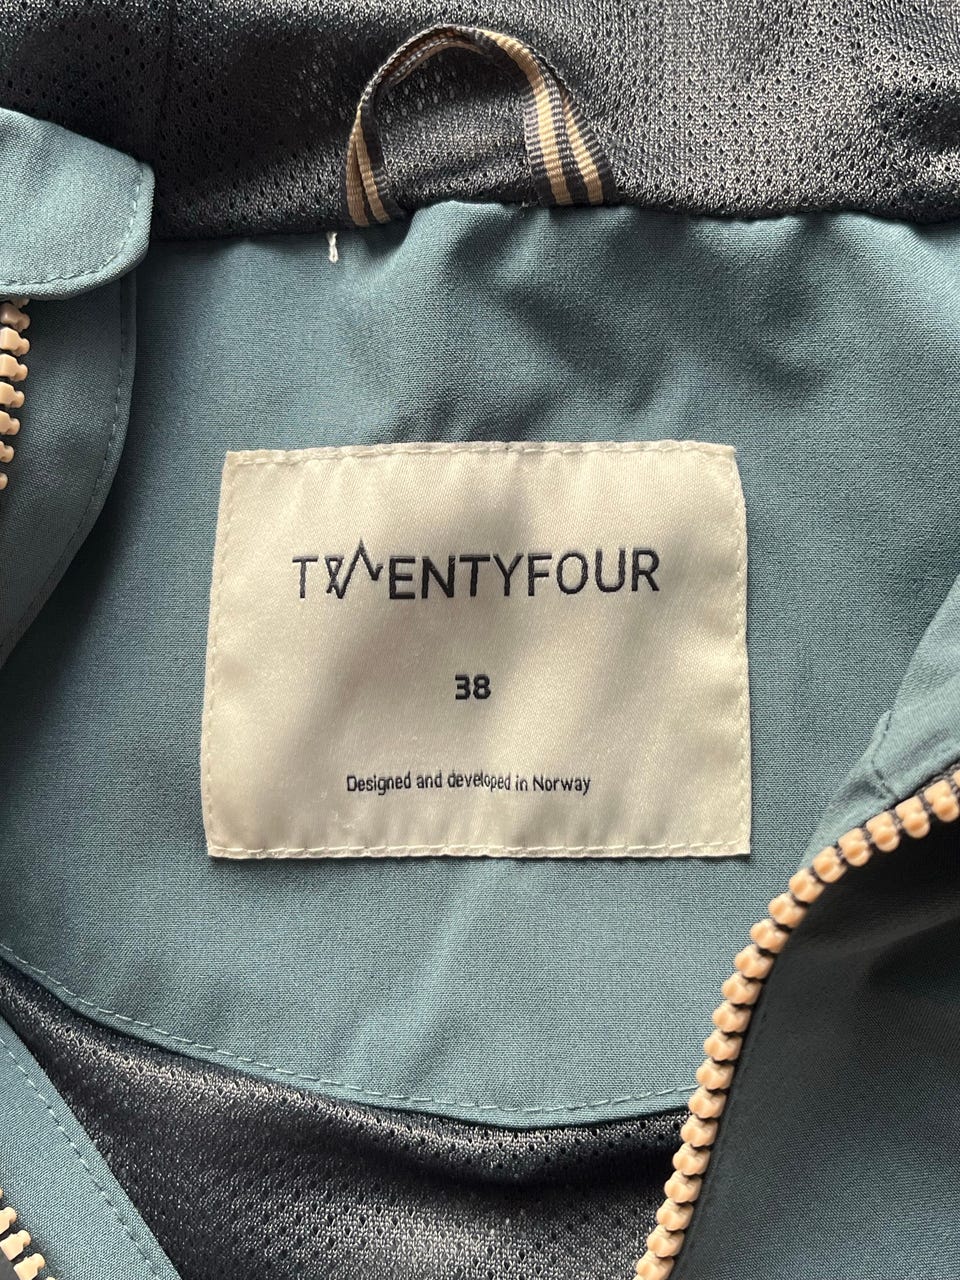 TWENTYFOUR
38
Designed and developed in Norway